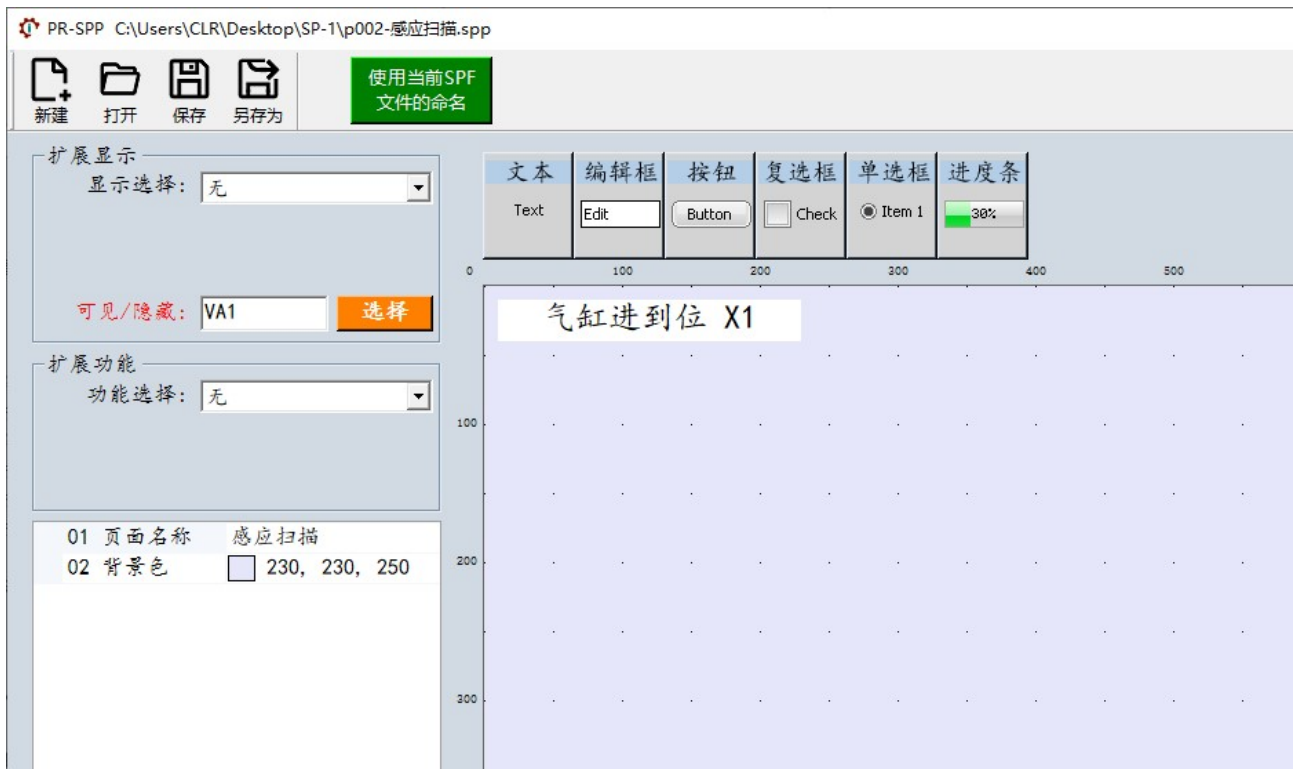 PR-SPP C:\Users\CLR\Desktop\SP-1\p002-感应扫描.spp
新建 打开 保存 另存为
使用当前SPF
文件的命名
扩展显示
显示选择: 无
可见/隐藏: VA1 选择
扩展功能
功能选择: 无
01 页面名称 感应扫描
02 背景色 230, 230, 250
文本 编辑框 按钮 复选框 单选框 进度条
Text Edit Button Check Item 1 30%
0 100 200 300 400 500
气缸进到位 X1
100
200
300